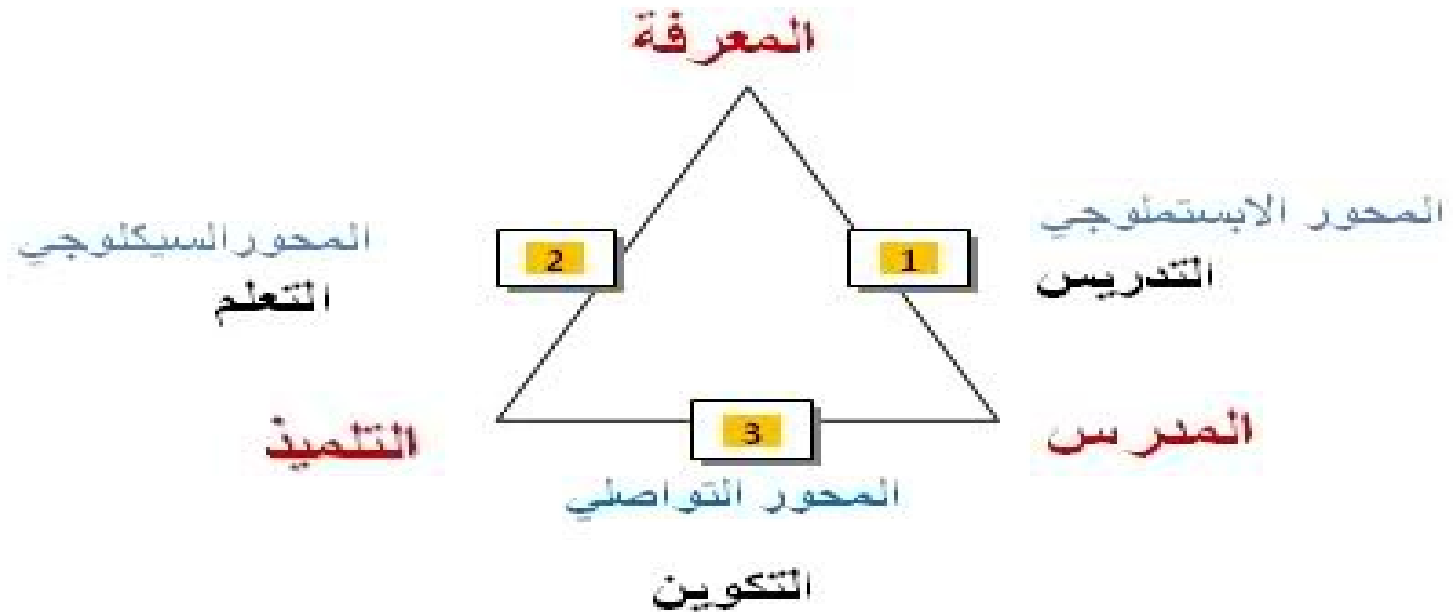 المعرفة
المحور الابستملوجي
التدريس
1
2
المحور السيكلوجي
التعلم
المدرس
3
التلميذ
المحور التواصلي
التكوين